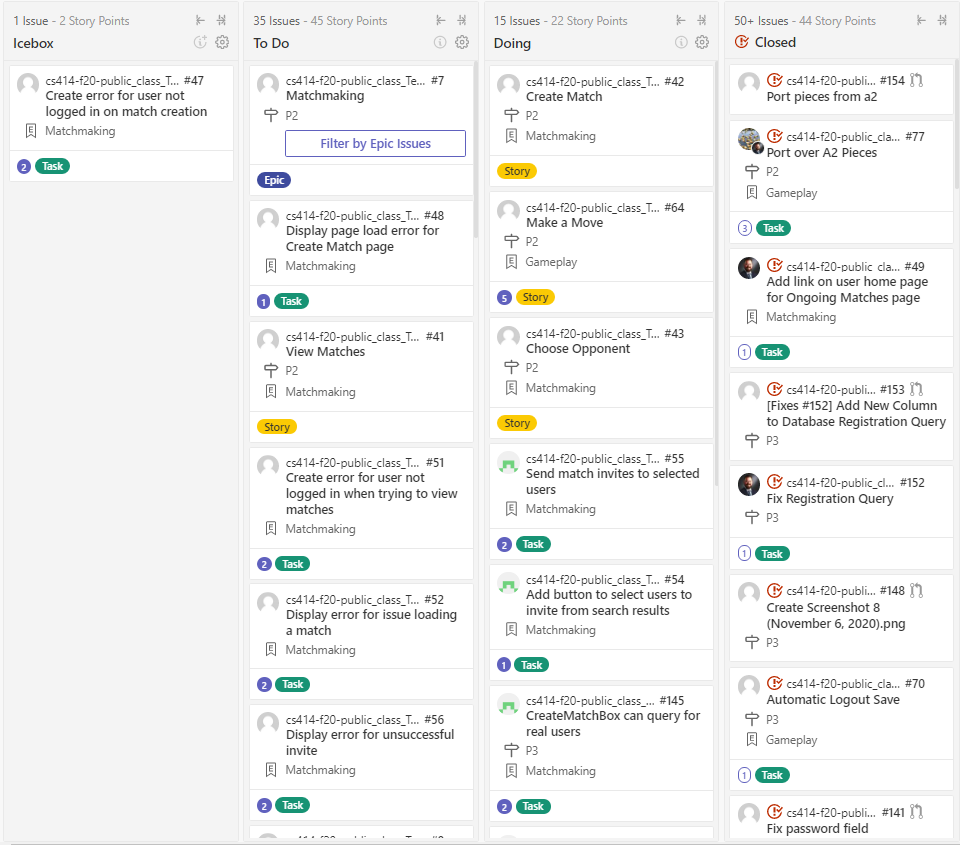 1 Issue - 2 Story Points
Icebox
cs414-f20-public_class_T... #47
Create error for user not
logged in on match creation
Matchmaking
2 Task
35 Issues - 45 Story Points
To Do
cs414-f20-public_class_Te... #7
Matchmaking
P2
Filter by Epic Issues
Epic
cs414-f20-public_class_T... #48
Display page load error for
Create Match page
Matchmaking
1 Task
cs414-f20-public_class_T... #41
View Matches
P2
Matchmaking
Story
cs414-f20-public_class_T... #51
Create error for user not
logged in when trying to view
matches
Matchmaking
2 Task
cs414-f20-public_class_T... #52
Display error for issue loading
a match
Matchmaking
2 Task
cs414-f20-public_class_T... #56
Display error for unsuccessful
invite
Matchmaking
2 Task
15 Issues - 22 Story Points
Doing
cs414-f20-public_class_T... #42
Create Match
P2
Matchmaking
Story
cs414-f20-public_class_T... #64
Make a Move
P2
Gameplay
5 Story
cs414-f20-public_class_T... #43
Choose Opponent
P2
Matchmaking
Story
cs414-f20-public_class_T... #55
Send match invites to selected
users
Matchmaking
2 Task
cs414-f20-public_class_T... #54
Add button to select users to
invite from search results
Matchmaking
1 Task
cs414-f20-public_class_... #145
CreateMatchBox can query for
real users
P3
Matchmaking
2 Task
50+ Issues - 44 Story Points
Closed
cs414-f20-publi... #154
Port pieces from a2
cs414-f20-public_cla... #77
Port over A2 Pieces
P2
Gameplay
3 Task
cs414-f20-public_cla... #49
Add link on user home page
for Ongoing Matches page
Matchmaking
1 Task
cs414-f20-publi... #153
[Fixes #152] Add New Column
to Database Registration Query
P3
cs414-f20-public_cl... #152
Fix Registration Query
P3
1 Task
cs414-f20-publi... #148
Create Screenshot 8
(November 6, 2020).png
P3
cs414-f20-public_cla... #70
Automatic Logout Save
P3
Gameplay
1 Task
cs414-f20-publi... #141
Fix password field